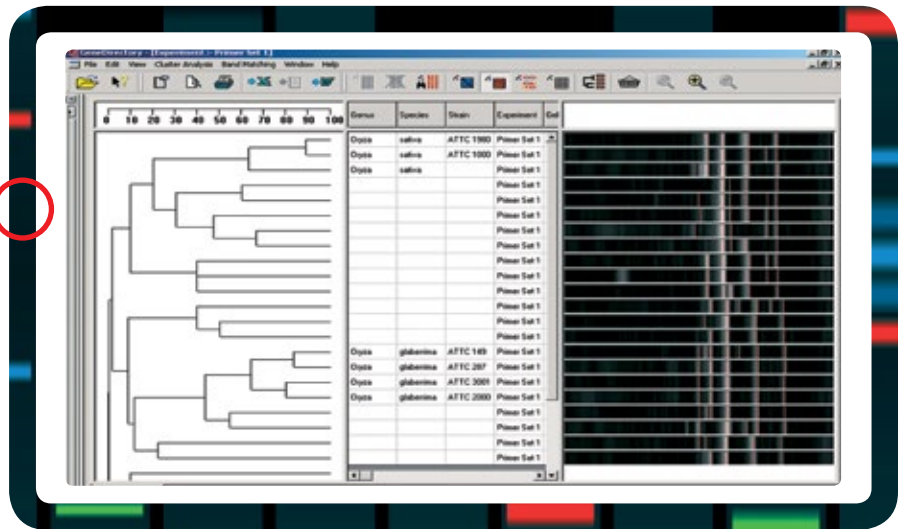 GeneDirectory - [Experiment :- Primer Set 1]
File Edit View Cluster Analysis Band Matching Window Help
0 10 20 30 40 50 60 70 80 90 100 Genus Species Strain Experiment Gel
Oryza sativa ATTC 1980 Primer Set 1
Oryza sativa ATTC 1000 Primer Set 1
Oryza sativa Primer Set 1
Primer Set 1
Primer Set 1
Primer Set 1
Primer Set 1
Primer Set 1
Primer Set 1
Primer Set 1
Primer Set 1
Primer Set 1
Primer Set 1
Primer Set 1
Oryza glaberrima ATTC 149 Primer Set 1
Oryza glaberrima ATTC 287 Primer Set 1
Oryza glaberrima ATTC 3001 Primer Set 1
Oryza glaberrima ATTC 2000 Primer Set 1
Primer Set 1
Primer Set 1
Primer Set 1
Primer Set 1